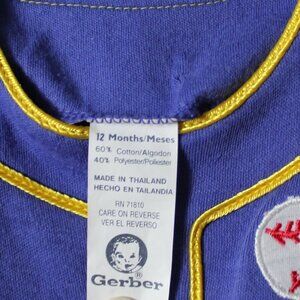 12 Months/Meses
60% Cotton/Algodon
40% Polyester/Poliester
MADE IN THAILAND
HECHO EN TAILANDIA
RN 71810
CARE ON REVERSE
VER EL REVERSO
®
Gerber